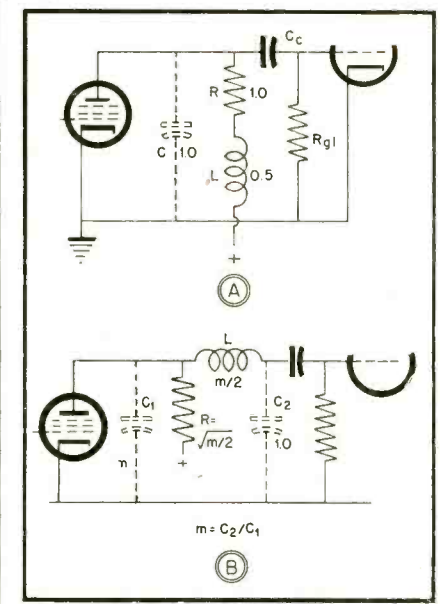 Cc
R
1.0
C
1.0
L
0.5
Rgl
+
A
L
m/2
C1
R=
√m/2
C2
1.0
n
+
m = C2/C1
B